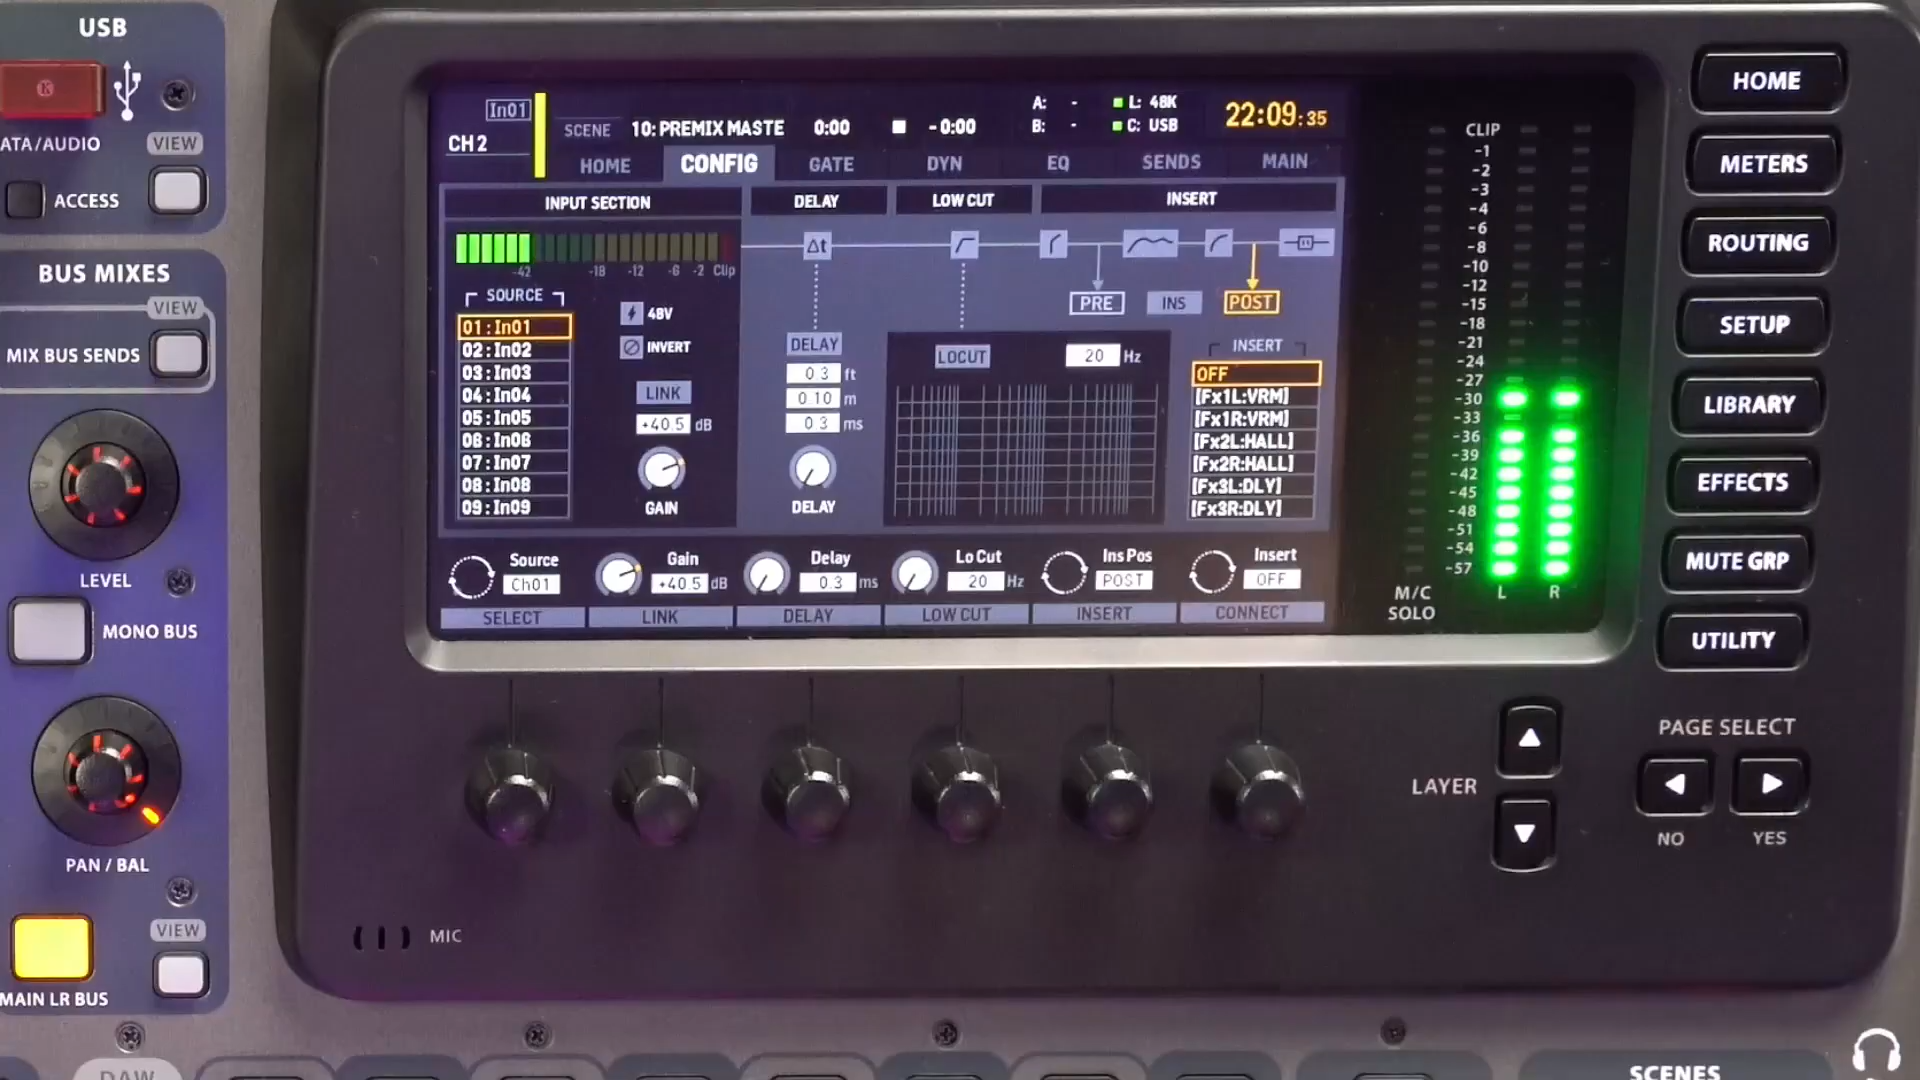 USB
ATA/AUDIO
VIEW
ACCESS
BUS MIXES
VIEW
MIX BUS SENDS
LEVEL
MONO BUS
PAN / BAL
VIEW
MAIN LR BUS
DAW
In01
CH 2
SCENE 10: PREMIX MASTE 0:00 - 0:00
A: - L: 48K
B: - C: USB
22:09:35
HOME CONFIG GATE DYN EQ SENDS MAIN
INPUT SECTION DELAY LOW CUT INSERT
-42 -18 -12 -6 -2 Clip
Δt
PRE INS POST
SOURCE
01:In01
02:In02
03:In03
04:In04
05:In05
06:In06
07:In07
08:In08
09:In09
48V
INVERT
LINK
+40.5 dB
GAIN
DELAY
0.3 ft
0.10 m
0.3 ms
DELAY
LOCUT 20 Hz
INSERT
OFF
[Fx1L:VRM]
[Fx1R:VRM]
[Fx2L:HALL]
[Fx2R:HALL]
[Fx3L:DLY]
[Fx3R:DLY]
Source Gain Delay Lo Cut Ins Pos Insert
Ch01 +40.5 dB 0.3 ms 20 Hz POST OFF
SELECT LINK DELAY LOW CUT INSERT CONNECT
CLIP
-1
-2
-3
-4
-6
-8
-10
-12
-15
-18
-21
-24
-27
-30
-33
-36
-39
-42
-45
-48
-51
-54
-57
M/C
SOLO
L R
HOME
METERS
ROUTING
SETUP
LIBRARY
EFFECTS
MUTE GRP
UTILITY
LAYER
PAGE SELECT
NO YES
MIC
SCENES